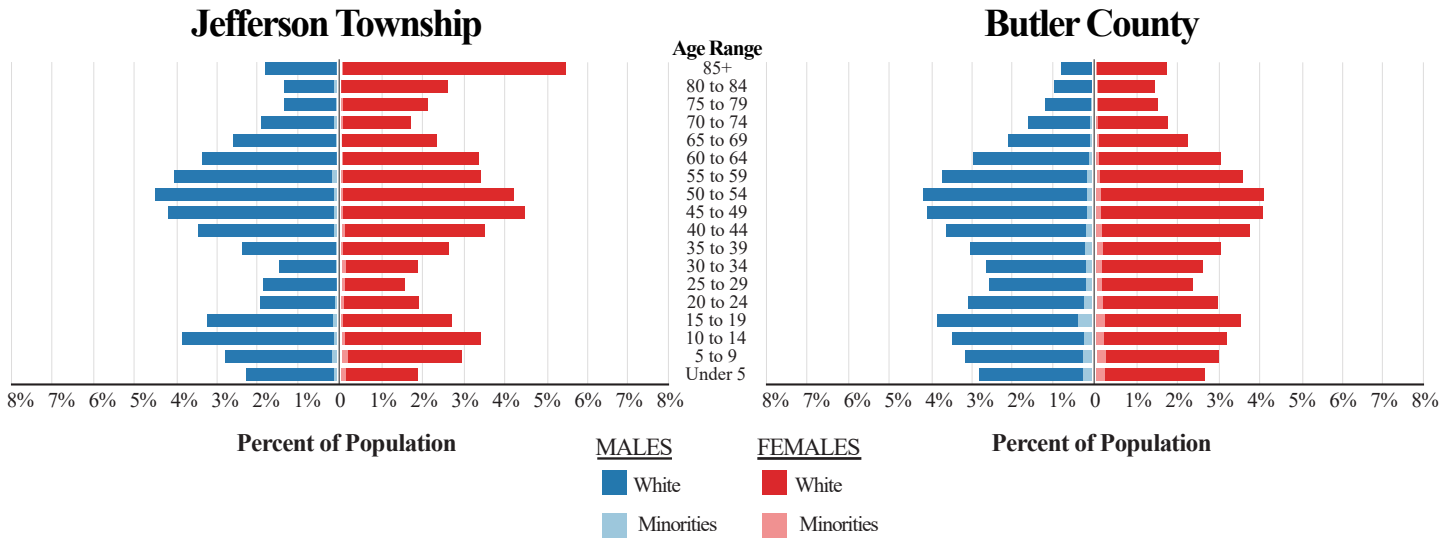 Jefferson Township
Butler County
Age Range
85+
80 to 84
75 to 79
70 to 74
65 to 69
60 to 64
55 to 59
50 to 54
45 to 49
40 to 44
35 to 39
30 to 34
25 to 29
20 to 24
15 to 19
10 to 14
5 to 9
Under 5
8% 7% 6% 5% 4% 2% 1% 0 1% 2% 3% 4% 5% 6% 7% 8%
8% 7% 6% 5% 4% 2% 1% 0 1% 2% 3% 4% 5% 6% 7% 8%
Percent of Population
Percent of Population
MALES
White
Minorities
FEMALES
White
Minorities